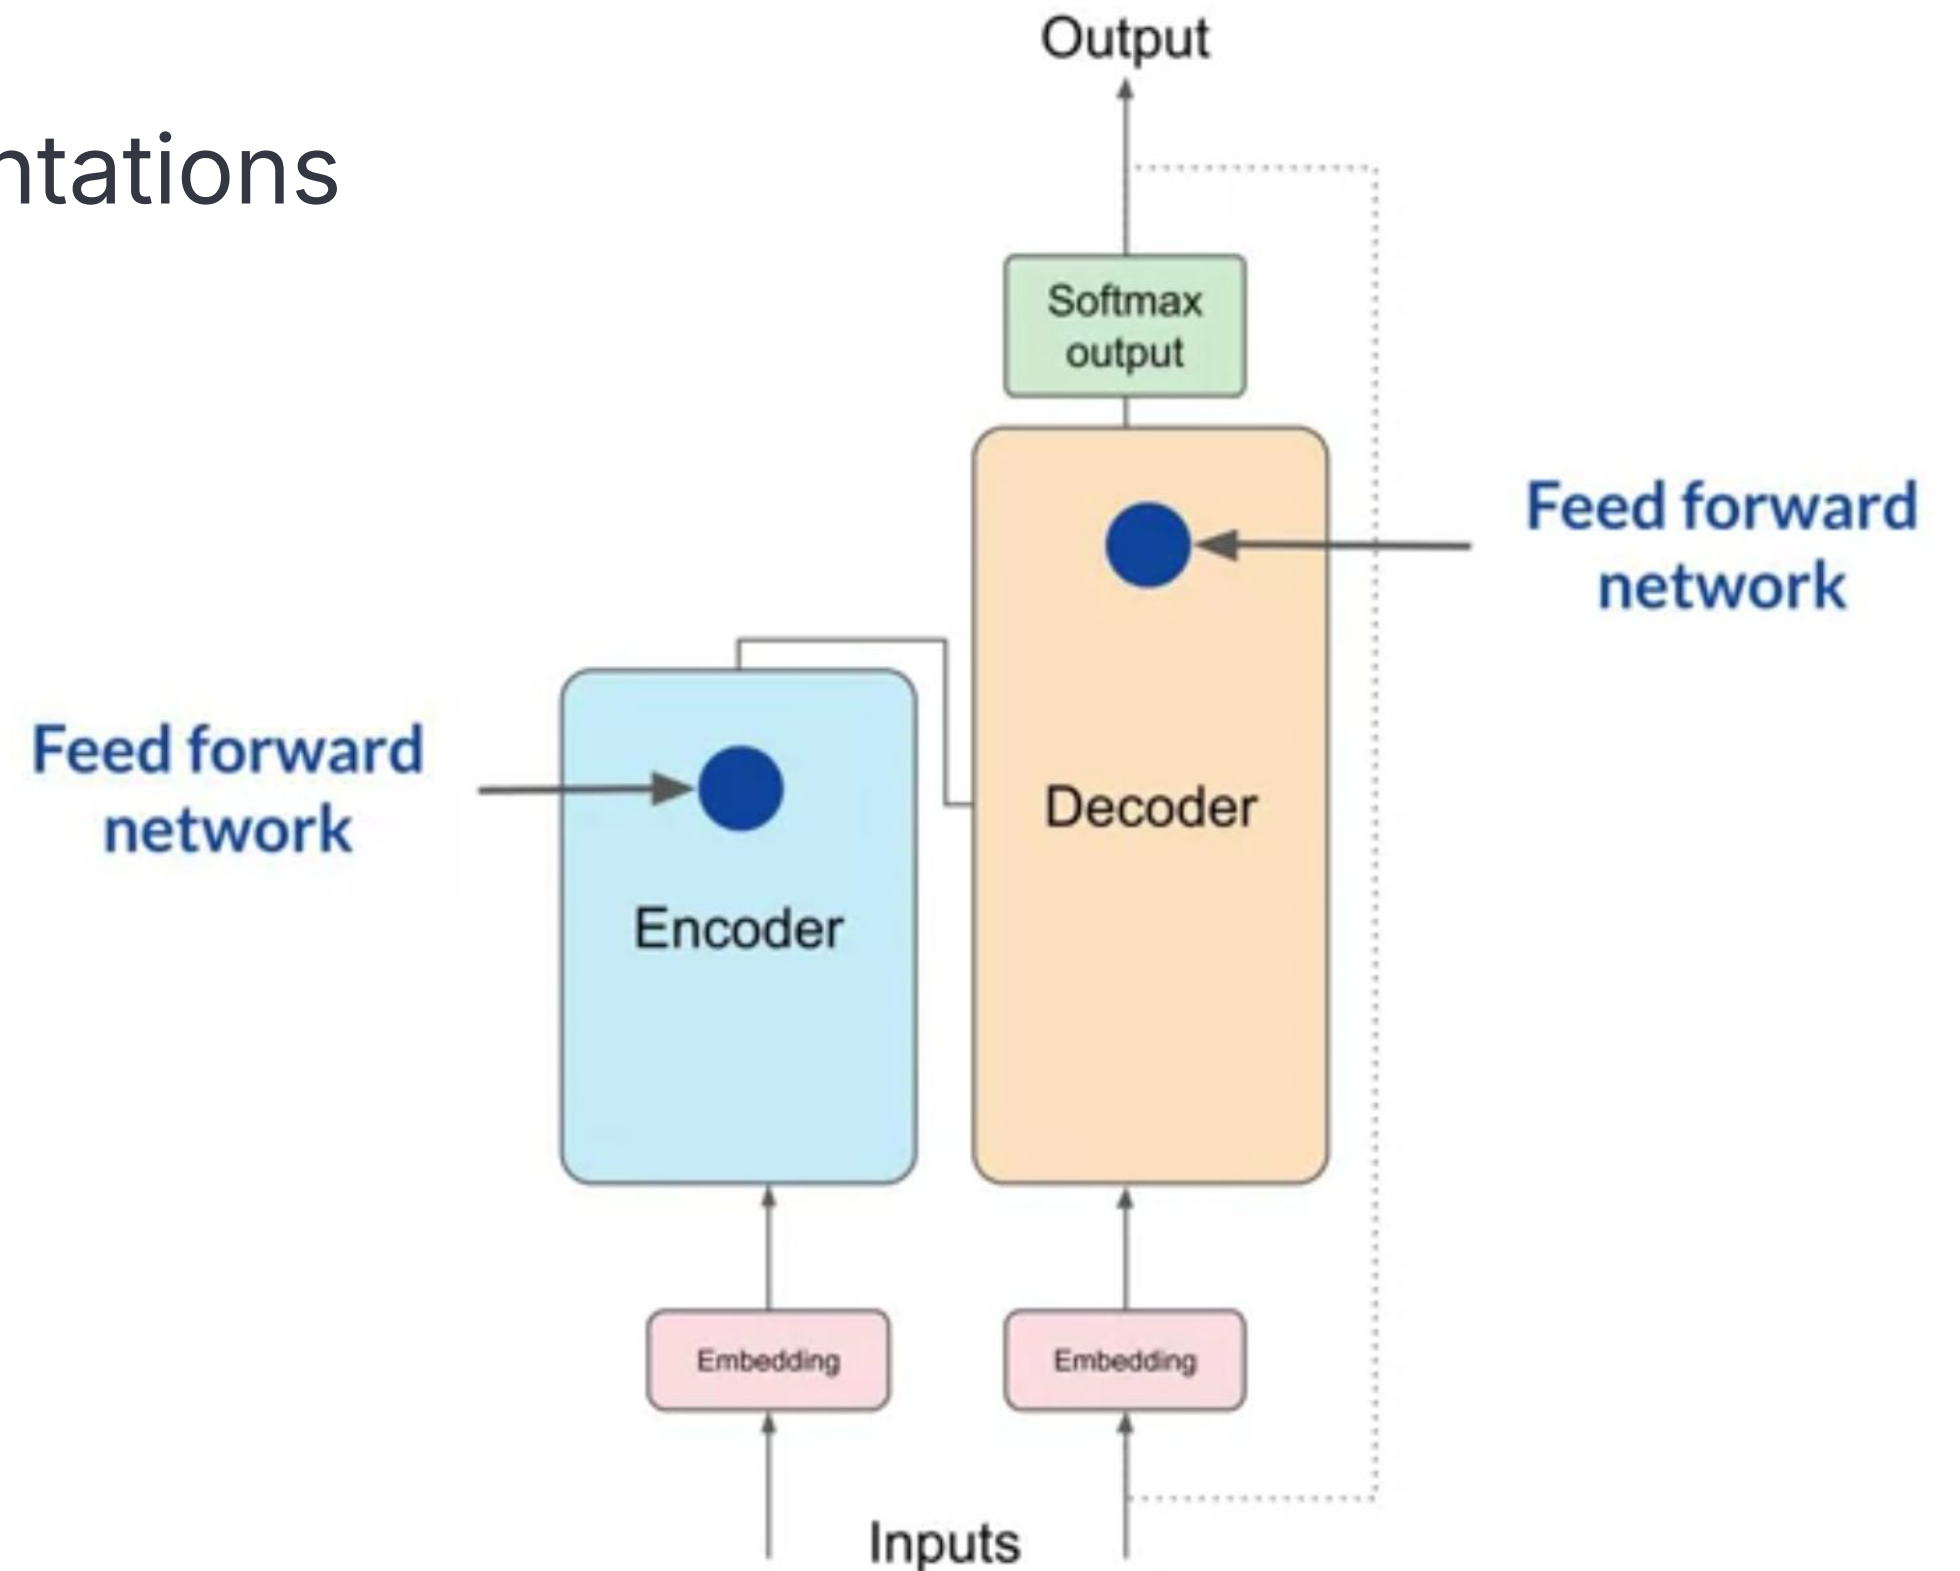 Output
ntations
Softmax
output
Feed forward
network
Feed forward
network
Decoder
Encoder
Embedding
Embedding
Inputs